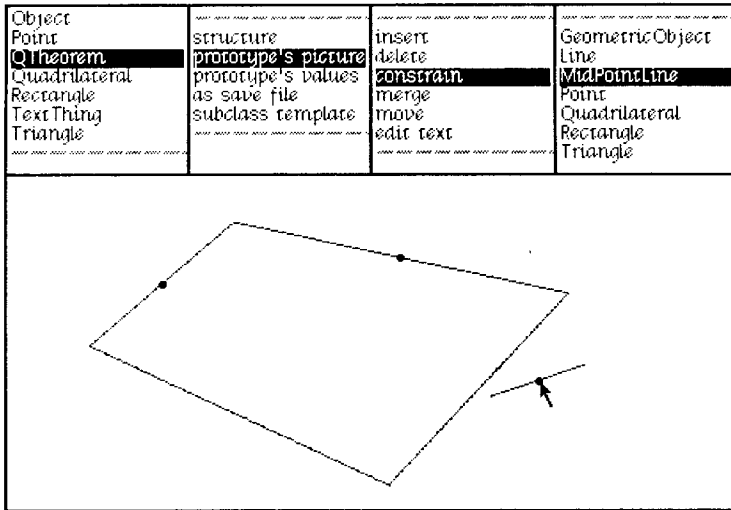 Object
Point
QTheorem
Quadrilateral
Rectangle
TextThing
Triangle
structure
prototype's picture
prototype's values
as save file
subclass template
insert
delete
constrain
merge
move
edit text
GeometricObject
Line
MidPointLine
Point
Quadrilateral
Rectangle
Triangle